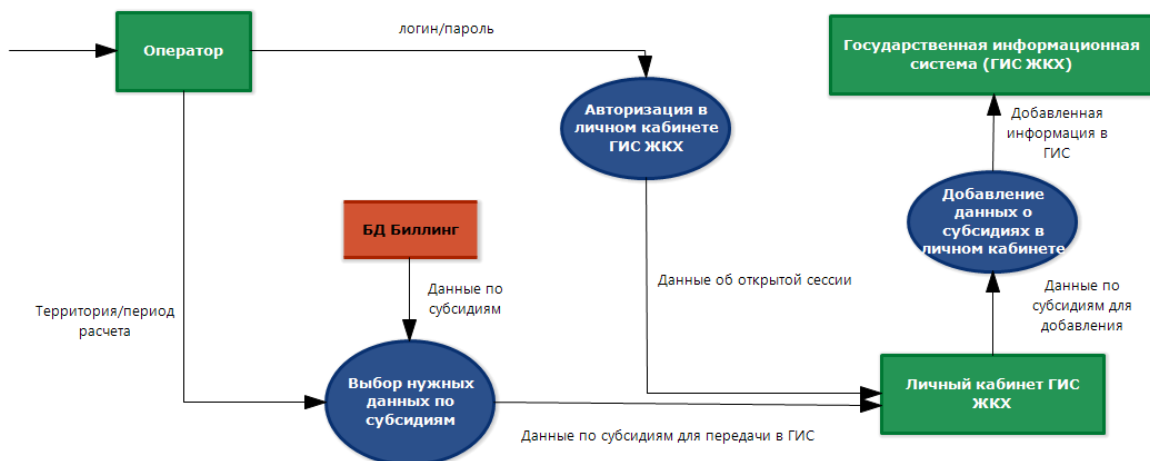 Оператор
логин/пароль
Государственная информационная
система (ГИС ЖКХ)
Авторизация в
личном кабинете
ГИС ЖКХ
Добавленная
информация в
ГИС
Добавление
данных о
субсидиях в
личном кабинете
БД Биллинг
Данные по
субсидиям
Данные об открытой сессии
Данные по
субсидиям для
добавления
Территория/период
расчета
Выбор нужных
данных по
субсидиям
Личный кабинет ГИС
ЖКХ
Данные по субсидиям для передачи в ГИС